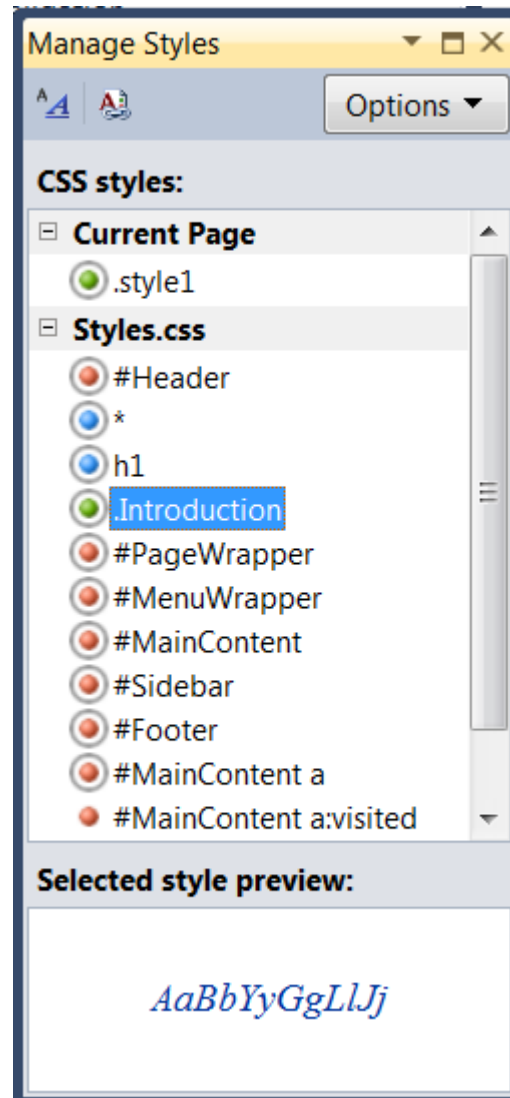 Manage Styles
Options
CSS styles:
Current Page
.style1
Styles.css
#Header
*
h1
.Introduction
#PageWrapper
#MenuWrapper
#MainContent
#Sidebar
#Footer
#MainContent a
#MainContent a:visited
Selected style preview:
AaBbYyGgLlJj